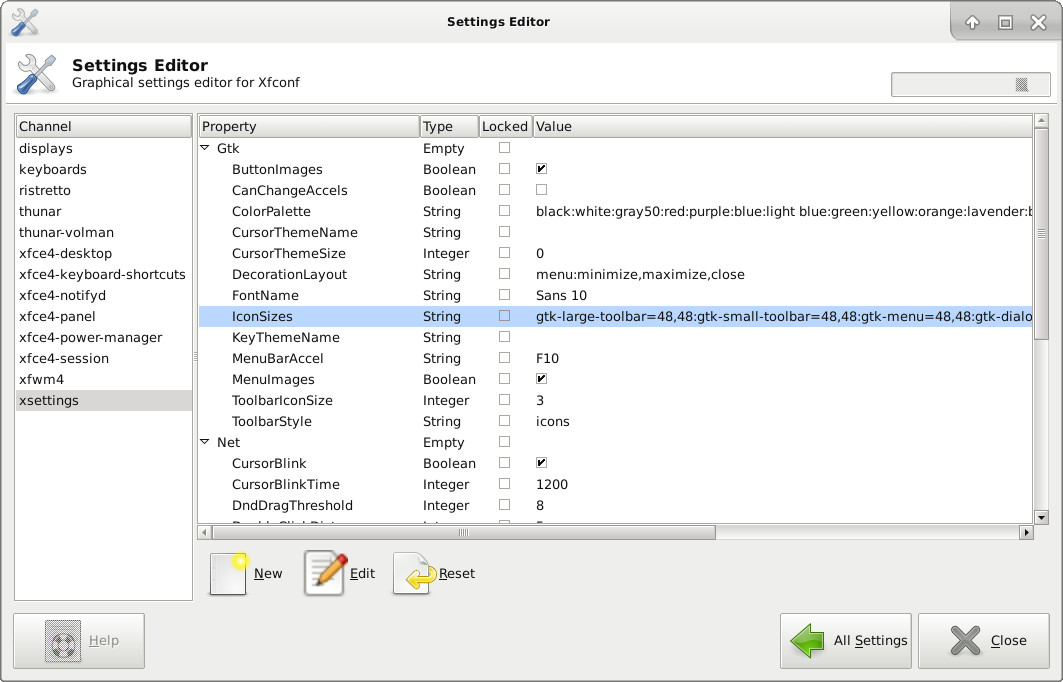 Settings Editor
Settings Editor
Graphical settings editor for Xfconf
Channel
displays
keyboards
ristretto
thunar
thunar-volman
xfce4-desktop
xfce4-keyboard-shortcuts
xfce4-notifyd
xfce4-panel
xfce4-power-manager
xfce4-session
xfwm4
xsettings
Property Type Locked Value
Gtk Empty
ButtonImages Boolean
CanChangeAccels Boolean
ColorPalette String black:white:gray50:red:purple:blue:light blue:green:yellow:orange:lavender:
CursorThemeName String
CursorThemeSize Integer 0
DecorationLayout String menu:minimize,maximize,close
FontName String Sans 10
IconSizes String gtk-large-toolbar=48,48:gtk-small-toolbar=48,48:gtk-menu=48,48:gtk-dialo
KeyThemeName String
MenuBarAccel String F10
MenuImages Boolean
ToolbarIconSize Integer 3
ToolbarStyle String icons
Net Empty
CursorBlink Boolean
CursorBlinkTime Integer 1200
DndDragThreshold Integer 8
New Edit Reset
Help All Settings Close